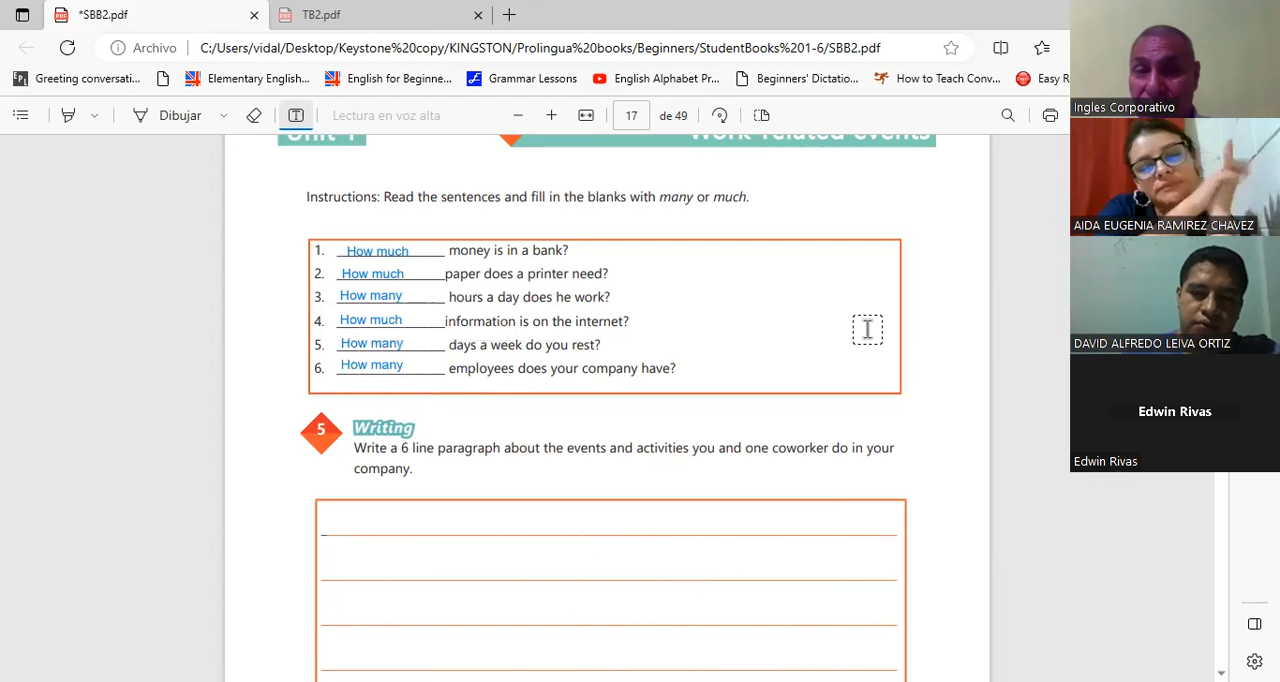 *SBB2.pdf
TB2.pdf
Archivo
C:/Users/vidal/Desktop/Keystone%20copy/KINGSTON/Prolingua%20books/Beginners/StudentBooks%201-6/SBB2.pdf
Greeting conversati...
Elementary English...
English for Beginne...
Grammar Lessons
English Alphabet Pr...
Beginners' Dictatio...
How to Teach Conv...
Easy R
Dibujar
Lectura en voz alta
17
de 49
Unit 1
Work-related events
Instructions: Read the sentences and fill in the blanks with many or much.
1. How much money is in a bank?
2. How much paper does a printer need?
3. How many hours a day does he work?
4. How much information is on the internet?
5. How many days a week do you rest?
6. How many employees does your company have?
5
Writing
Write a 6 line paragraph about the events and activities you and one coworker do in your
company.
Ingles Corporativo
AIDA EUGENIA RAMIREZ CHAVEZ
DAVID ALFREDO LEIVA ORTIZ
Edwin Rivas
Edwin Rivas